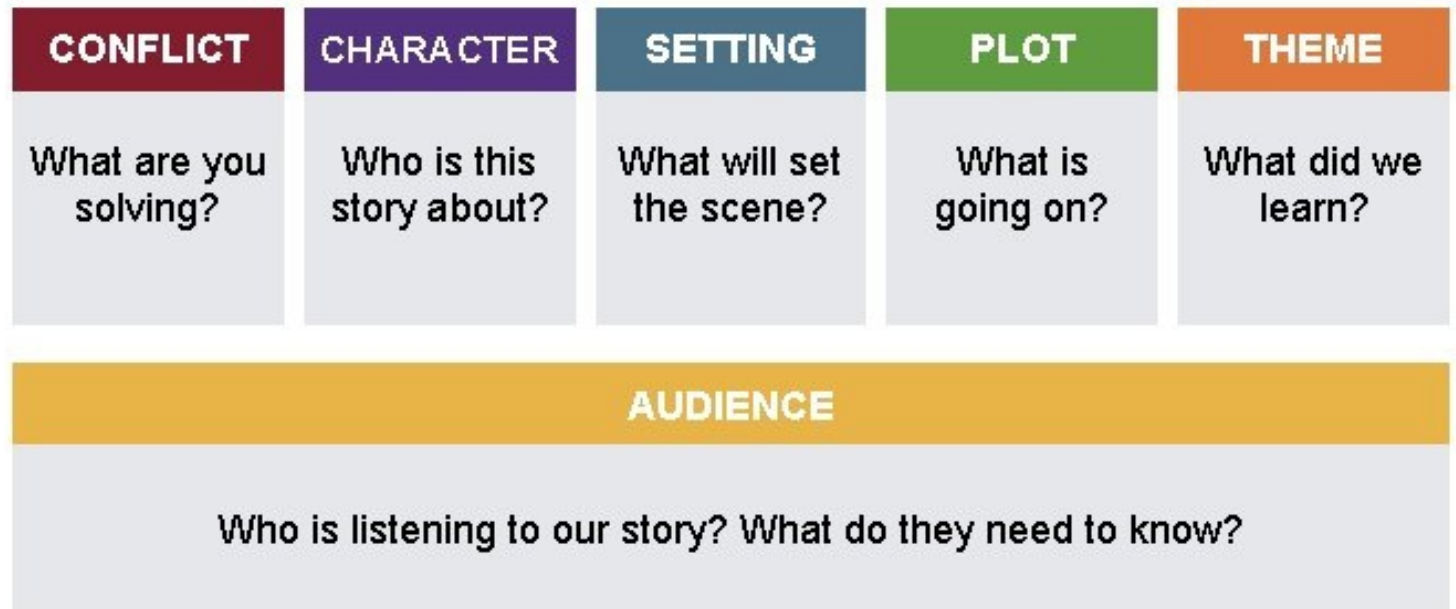 CONFLICT
What are you
solving?
CHARACTER
Who is this
story about?
SETTING
What will set
the scene?
PLOT
What is
going on?
THEME
What did we
learn?
AUDIENCE
Who is listening to our story? What do they need to know?